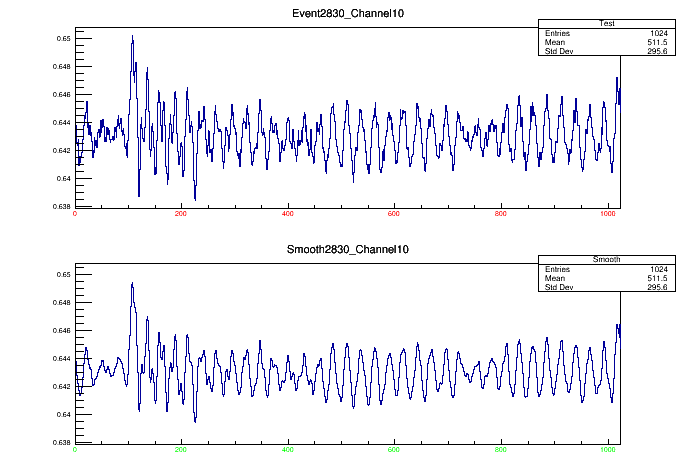 Event2830_Channel10
Test
Entries 1024
Mean 511.5
Std Dev 295.6
0.65
0.648
0.646
0.644
0.642
0.64
0.638
0 200 400 600 800 1000
Smooth2830_Channel10
Smooth
Entries 1024
Mean 511.5
Std Dev 295.6
0.65
0.648
0.646
0.644
0.642
0.64
0.638
0 200 400 600 800 1000